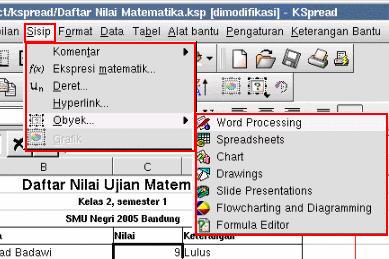 ct/kspread/Daftar Nilai Matematika.ksp [dimodifikasi] - KSpread
Sisip Format Data Tabel Alat bantu Pengaturan Keterangan Bantu
Komentar
f(x) Ekspresi matematik...
un Deret...
Hyperlink...
Obyek...
Grafik
Word Processing
Spreadsheets
Chart
Drawings
Slide Presentations
Flowcharting and Diagramming
Formula Editor
B C
Daftar Nilai Ujian Matem
Kelas 2, semester 1
SMU Negri 2005 Bandung
Nilai Keterangan
ad Badawi 9 Lulus